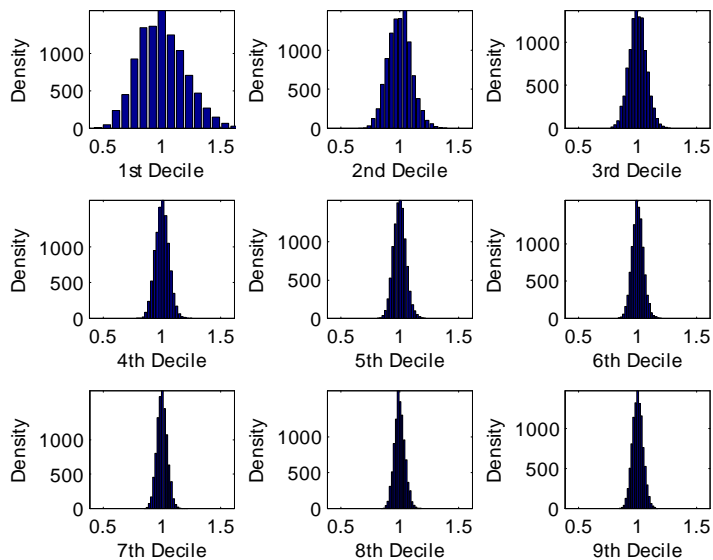 Density
1000
500
0
0.5 1 1.5
1st Decile
Density
1000
500
0
0.5 1 1.5
2nd Decile
Density
1000
500
0
0.5 1 1.5
3rd Decile
Density
1000
500
0
0.5 1 1.5
4th Decile
Density
1000
500
0
0.5 1 1.5
5th Decile
Density
1000
500
0
0.5 1 1.5
6th Decile
Density
1000
500
0
0.5 1 1.5
7th Decile
Density
1000
500
0
0.5 1 1.5
8th Decile
Density
1000
500
0
0.5 1 1.5
9th Decile